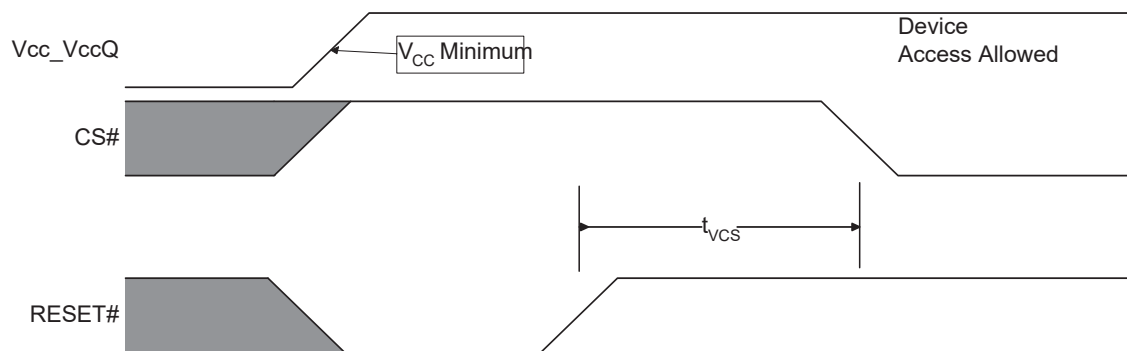 Device
Vcc_VccQ
VCC Minimum
Access Allowed
CS#
tVCS
RESET#